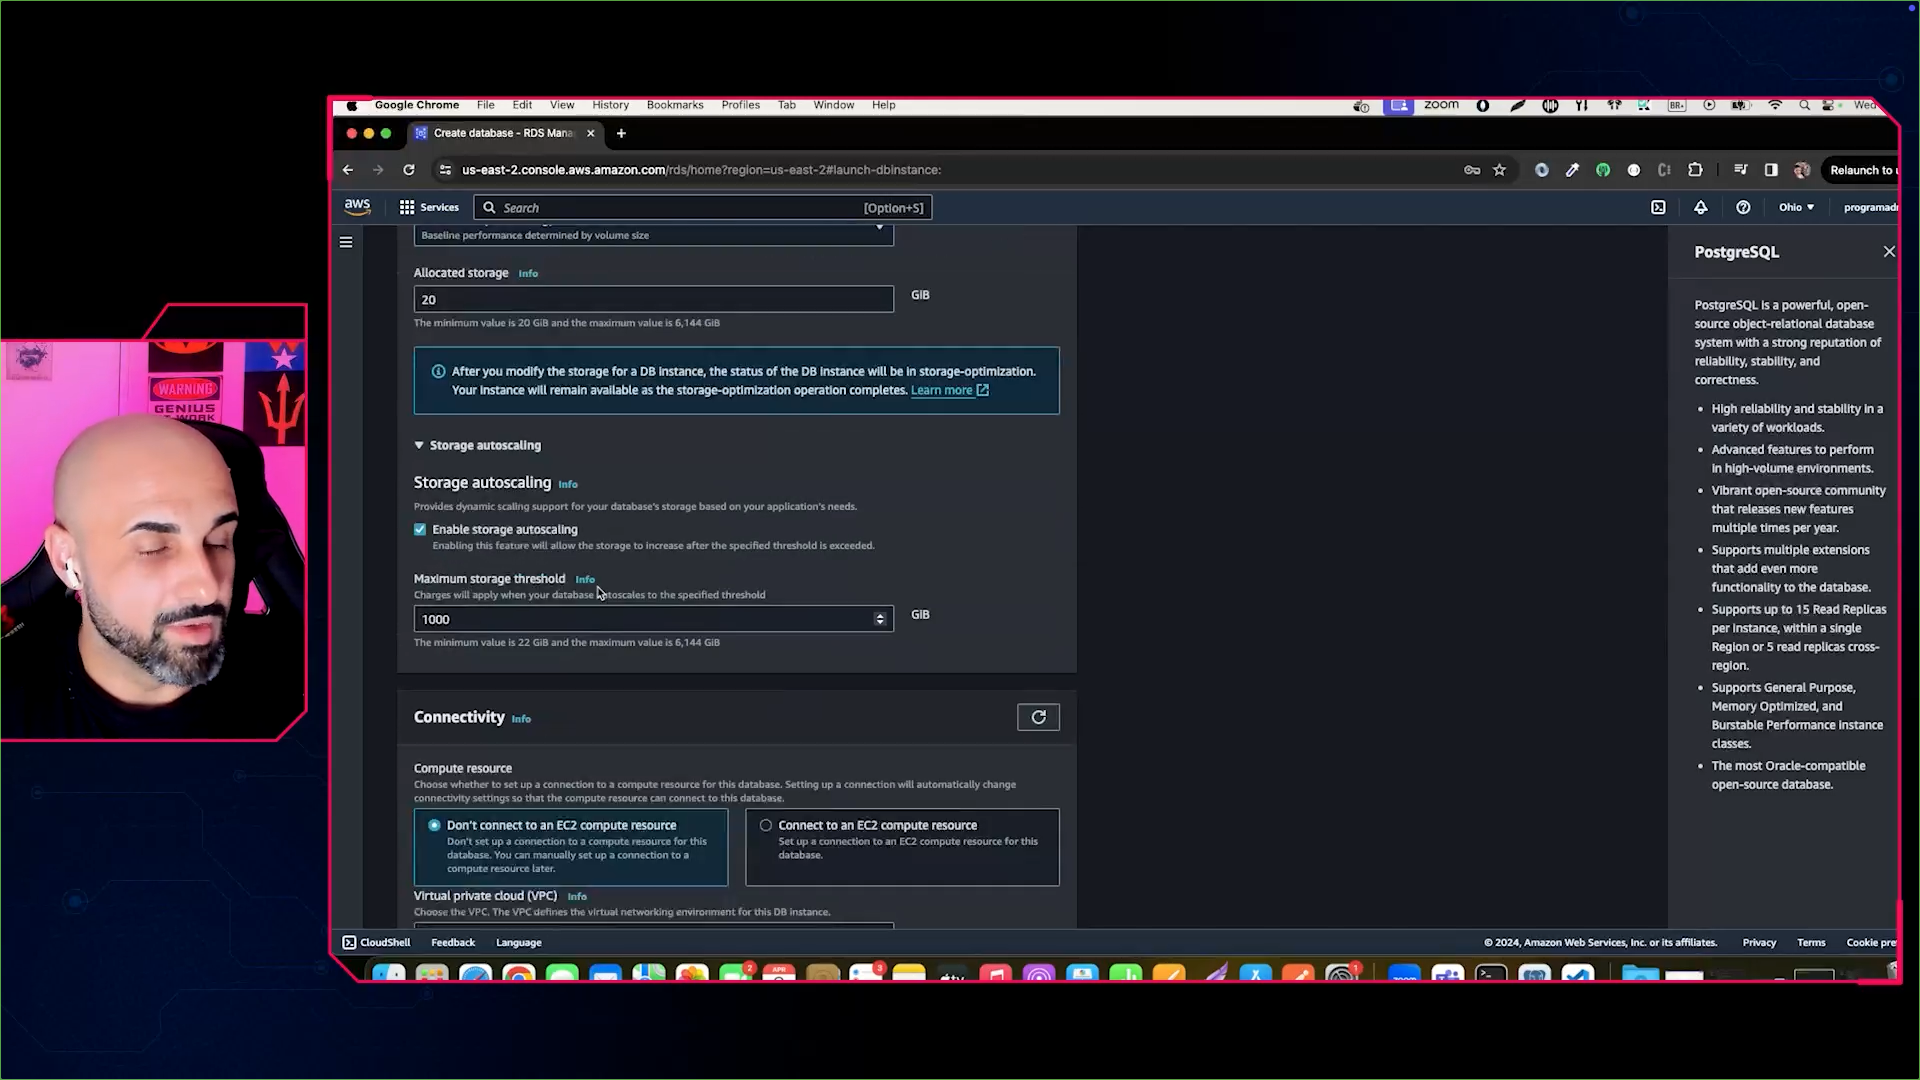 Google Chrome File Edit View History Bookmarks Profiles Tab Window Help
zoom BR+ Wed
Create database - RDS Mana
us-east-2.console.aws.amazon.com/rds/home?region=us-east-2#launch-dbinstance:
Relaunch to u
aws Services Search [Option+S] Ohio programadr
Baseline performance determined by volume size
Allocated storage Info
20 GiB
The minimum value is 20 GiB and the maximum value is 6,144 GiB
After you modify the storage for a DB instance, the status of the DB instance will be in storage-optimization.
Your instance will remain available as the storage-optimization operation completes. Learn more
Storage autoscaling
Storage autoscaling Info
Provides dynamic scaling support for your database's storage based on your application's needs.
Enable storage autoscaling
Enabling this feature will allow the storage to increase after the specified threshold is exceeded.
Maximum storage threshold Info
Charges will apply when your database autoscales to the specified threshold
1000 GiB
The minimum value is 22 GiB and the maximum value is 6,144 GiB
Connectivity Info
Compute resource
Choose whether to set up a connection to a compute resource for this database. Setting up a connection will automatically change
connectivity settings so that the compute resource can connect to this database.
Don't connect to an EC2 compute resource
Don't set up a connection to a compute resource for this
database. You can manually set up a connection to a
compute resource later.
Connect to an EC2 compute resource
Set up a connection to an EC2 compute resource for this
database.
Virtual private cloud (VPC) Info
Choose the VPC. The VPC defines the virtual networking environment for this DB instance.
PostgreSQL
PostgreSQL is a powerful, open-
source object-relational database
system with a strong reputation of
reliability, stability, and
correctness.
High reliability and stability in a
variety of workloads.
Advanced features to perform
in high-volume environments.
Vibrant open-source community
that releases new features
multiple times per year.
Supports multiple extensions
that add even more
functionality to the database.
Supports up to 15 Read Replicas
per instance, within a single
Region or 5 read replicas cross-
region.
Supports General Purpose,
Memory Optimized, and
Burstable Performance instance
classes.
The most Oracle-compatible
open-source database.
CloudShell Feedback Language
© 2024, Amazon Web Services, Inc. or its affiliates. Privacy Terms Cookie pre
2 APR 3 tv 1
zoom
WARNING
GENIUS
AT WORK